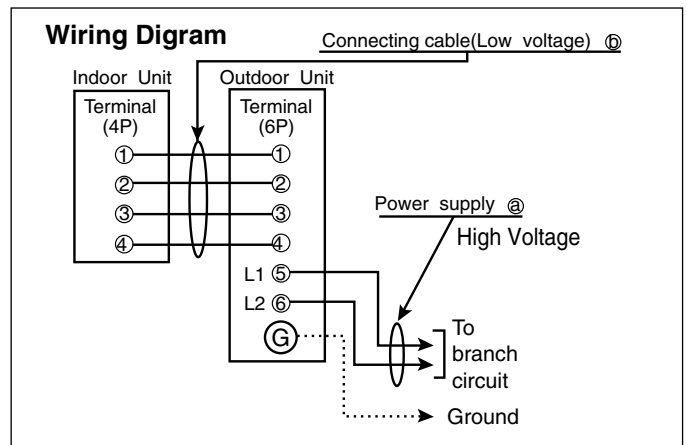 Wiring Digram
Connecting cable(Low voltage) ⓑ
Indoor Unit
Outdoor Unit
Terminal
(4P)
Terminal
(6P)
① ①
② ②
③ ③
④ ④
L1 ⑤
L2 ⑥
Ⓖ
Power supply ⓐ
High Voltage
To
branch
circuit
Ground